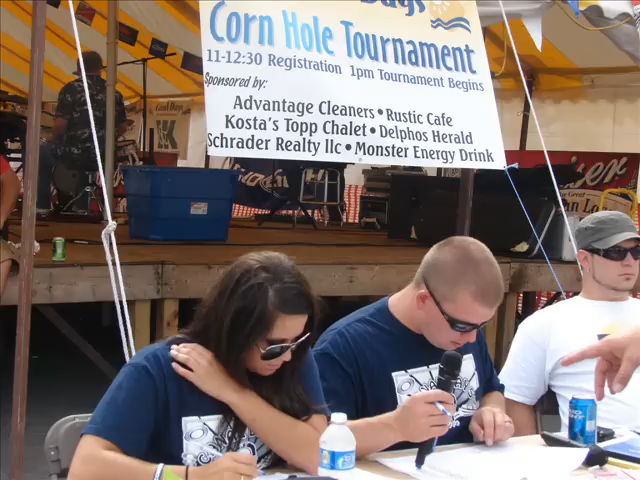 Days
Corn Hole Tournament
11-12:30 Registration 1pm Tournament Begins
Sponsored by:
Advantage Cleaners • Rustic Cafe
Kosta's Topp Chalet • Delphos Herald
Schrader Realty llc • Monster Energy Drink